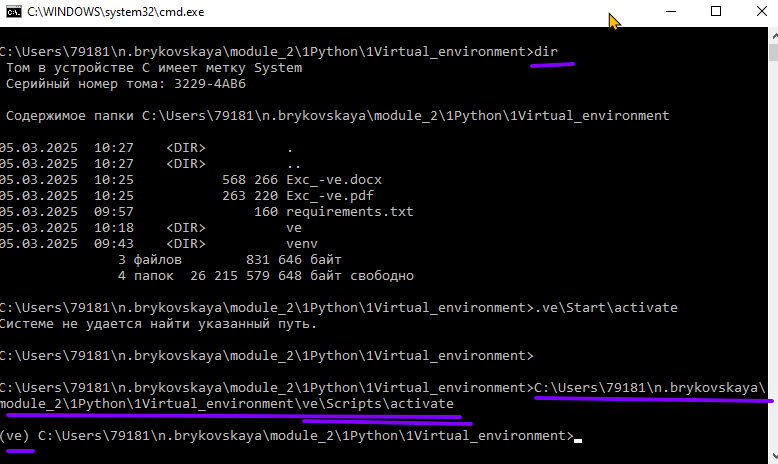 C:\WINDOWS\system32\cmd.exe
C:\Users\79181\n.brykovskaya\module_2\1Python\1Virtual_environment>dir
Том в устройстве C имеет метку System
Серийный номер тома: 3229-4AB6
Содержимое папки C:\Users\79181\n.brykovskaya\module_2\1Python\1Virtual_environment
05.03.2025  10:27    <DIR>          .
05.03.2025  10:27    <DIR>          ..
05.03.2025  10:25           568 266 Exc_-ve.docx
05.03.2025  10:25           263 220 Exc_-ve.pdf
05.03.2025  09:57               160 requirements.txt
05.03.2025  10:18    <DIR>          ve
05.03.2025  09:43    <DIR>          venv
3 файлов        831 646 байт
4 папок  26 215 579 648 байт свободно
C:\Users\79181\n.brykovskaya\module_2\1Python\1Virtual_environment>.ve\Start\activate
Системе не удается найти указанный путь.
C:\Users\79181\n.brykovskaya\module_2\1Python\1Virtual_environment>
C:\Users\79181\n.brykovskaya\module_2\1Python\1Virtual_environment>C:\Users\79181\n.brykovskaya\
module_2\1Python\1Virtual_environment\ve\Scripts\activate
(ve) C:\Users\79181\n.brykovskaya\module_2\1Python\1Virtual_environment>